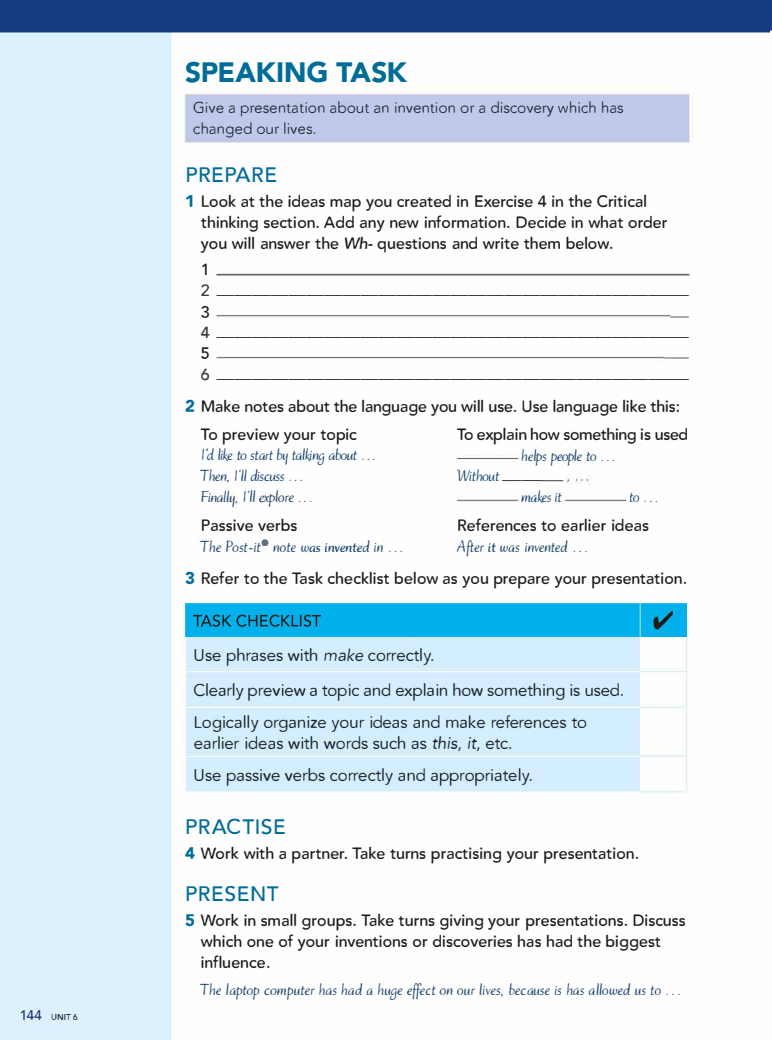 SPEAKING TASK
Give a presentation about an invention or a discovery which has
changed our lives.
PREPARE
1 Look at the ideas map you created in Exercise 4 in the Critical
thinking section. Add any new information. Decide in what order
you will answer the Wh- questions and write them below.
1
2
3
4
5
6
2 Make notes about the language you will use. Use language like this:
To preview your topic
I'd like to start by talking about ...
Then, I'll discuss ...
Finally, I'll explore ...
To explain how something is used
________ helps people to ...
Without ________ , ...
________ makes it ________ to ...
Passive verbs
The Post-it® note was invented in ...
References to earlier ideas
After it was invented ...
3 Refer to the Task checklist below as you prepare your presentation.
TASK CHECKLIST ✔
Use phrases with make correctly.
Clearly preview a topic and explain how something is used.
Logically organize your ideas and make references to
earlier ideas with words such as this, it, etc.
Use passive verbs correctly and appropriately.
PRACTISE
4 Work with a partner. Take turns practising your presentation.
PRESENT
5 Work in small groups. Take turns giving your presentations. Discuss
which one of your inventions or discoveries has had the biggest
influence.
The laptop computer has had a huge effect on our lives, because is has allowed us to ...
144 UNIT 6